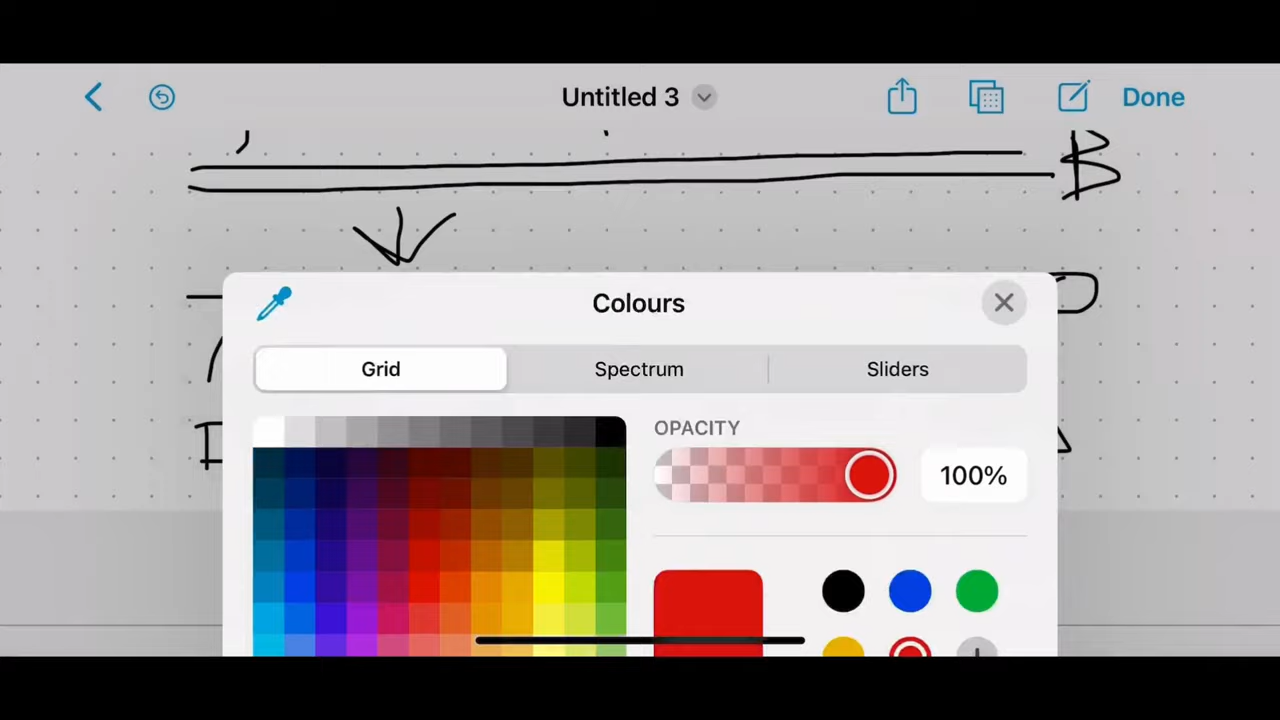 Untitled 3 Done
B
Colours
Grid Spectrum Sliders
OPACITY
100%